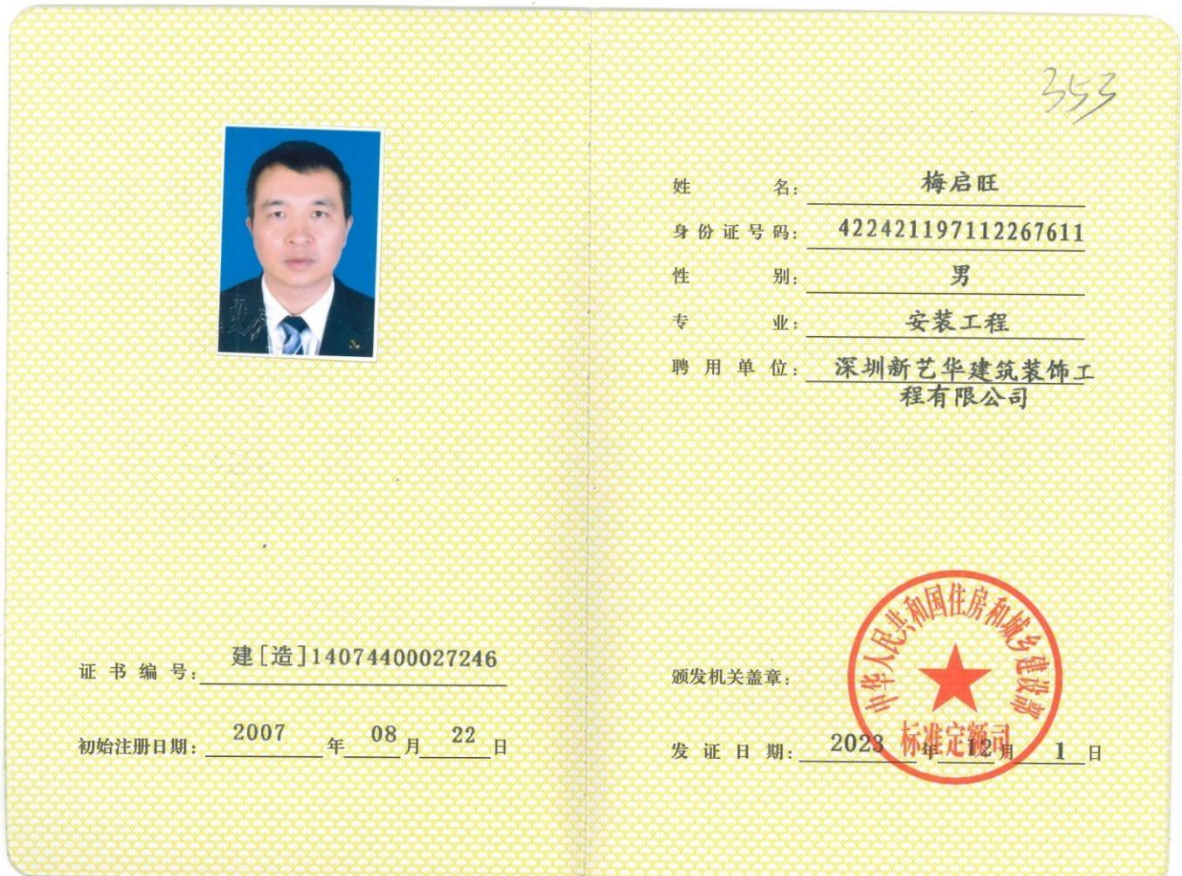 353
姓名：梅启旺
身份证号码：422421197112267611
性别：男
专业：安装工程
聘用单位：深圳新艺华建筑装饰工
程有限公司
证书编号：建[造]14074400027246
初始注册日期：2007年08月22日
颁发机关盖章：
中华人民共和国住房和城乡建设部
标准定额司
发证日期：2023年12月1日